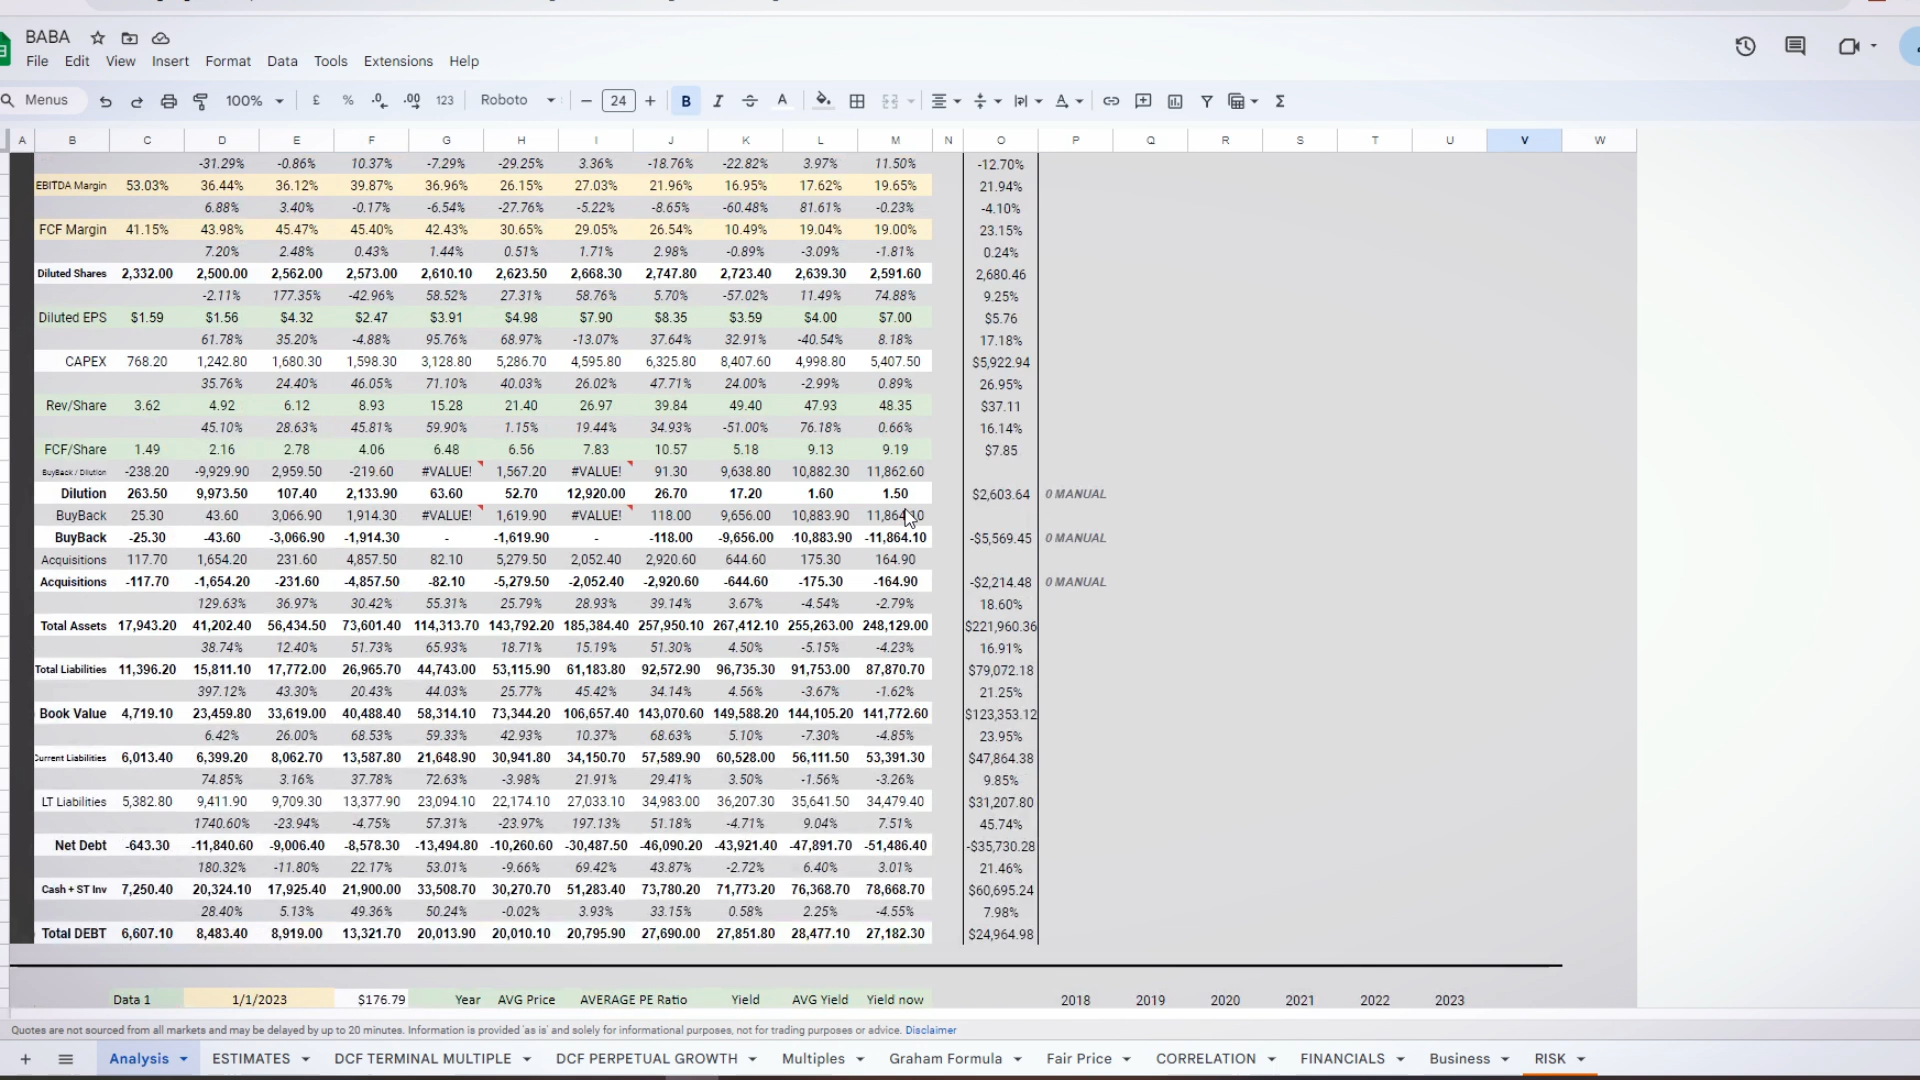 BABA
File Edit View Insert Format Data Tools Extensions Help
Menus 100% £ % .0 .00 123 Roboto 24 B I A Σ
A B C D E F G H I J K L M N O P Q R S T U V W
-31.29% -0.86% 10.37% -7.29% -29.25% 3.36% -18.76% -22.82% 3.97% 11.50% -12.70%
EBITDA Margin 53.03% 36.44% 36.12% 39.87% 36.96% 26.15% 27.03% 21.96% 16.95% 17.62% 19.65% 21.94%
6.88% 3.40% -0.17% -6.54% -27.76% -5.22% -8.65% -60.48% 81.61% -0.23% -4.10%
FCF Margin 41.15% 43.98% 45.47% 45.40% 42.43% 30.65% 29.05% 26.54% 10.49% 19.04% 19.00% 23.15%
7.20% 2.48% 0.43% 1.44% 0.51% 1.71% 2.98% -0.89% -3.09% -1.81% 0.24%
Diluted Shares 2,332.00 2,500.00 2,562.00 2,573.00 2,610.10 2,623.50 2,668.30 2,747.80 2,723.40 2,639.30 2,591.60 2,680.46
-2.11% 177.35% -42.96% 58.52% 27.31% 58.76% 5.70% -57.02% 11.49% 74.88% 9.25%
Diluted EPS $1.59 $1.56 $4.32 $2.47 $3.91 $4.98 $7.90 $8.35 $3.59 $4.00 $7.00 $5.76
61.78% 35.20% -4.88% 95.76% 68.97% -13.07% 37.64% 32.91% -40.54% 8.18% 17.18%
CAPEX 768.20 1,242.80 1,680.30 1,598.30 3,128.80 5,286.70 4,595.80 6,325.80 8,407.60 4,998.80 5,407.50 $5,922.94
35.76% 24.40% 46.05% 71.10% 40.03% 26.02% 47.71% 24.00% -2.99% 0.89% 26.95%
Rev/Share 3.62 4.92 6.12 8.93 15.28 21.40 26.97 39.84 49.40 47.93 48.35 $37.11
45.10% 28.63% 45.81% 59.90% 1.15% 19.44% 34.93% -51.00% 76.18% 0.66% 16.14%
FCF/Share 1.49 2.16 2.78 4.06 6.48 6.56 7.83 10.57 5.18 9.13 9.19 $7.85
BuyBack / Dilution -238.20 -9,929.90 2,959.50 -219.60 #VALUE! 1,567.20 #VALUE! 91.30 9,638.80 10,882.30 11,862.60
Dilution 263.50 9,973.50 107.40 2,133.90 63.60 52.70 12,920.00 26.70 17.20 1.60 1.50 $2,603.64 0 MANUAL
BuyBack 25.30 43.60 3,066.90 1,914.30 #VALUE! 1,619.90 #VALUE! 118.00 9,656.00 10,883.90 11,864.10
BuyBack -25.30 -43.60 -3,066.90 -1,914.30 - -1,619.90 - -118.00 -9,656.00 10,883.90 -11,864.10 -$5,569.45 0 MANUAL
Acquisitions 117.70 1,654.20 231.60 4,857.50 82.10 5,279.50 2,052.40 2,920.60 644.60 175.30 164.90
Acquisitions -117.70 -1,654.20 -231.60 -4,857.50 -82.10 -5,279.50 -2,052.40 -2,920.60 -644.60 -175.30 -164.90 -$2,214.48 0 MANUAL
129.63% 36.97% 30.42% 55.31% 25.79% 28.93% 39.14% 3.67% -4.54% -2.79% 18.60%
Total Assets 17,943.20 41,202.40 56,434.50 73,601.40 114,313.70 143,792.20 185,384.40 257,950.10 267,412.10 255,263.00 248,129.00 $221,960.36
38.74% 12.40% 51.73% 65.93% 18.71% 15.19% 51.30% 4.50% -5.15% -4.23% 16.91%
Total Liabilities 11,396.20 15,811.10 17,772.00 26,965.70 44,743.00 53,115.90 61,183.80 92,572.90 96,735.30 91,753.00 87,870.70 $79,072.18
397.12% 43.30% 20.43% 44.03% 25.77% 45.42% 34.14% 4.56% -3.67% -1.62% 21.25%
Book Value 4,719.10 23,459.80 33,619.00 40,488.40 58,314.10 73,344.20 106,657.40 143,070.60 149,588.20 144,105.20 141,772.60 $123,353.12
6.42% 26.00% 68.53% 59.33% 42.93% 10.37% 68.63% 5.10% -7.30% -4.85% 23.95%
Current Liabilities 6,013.40 6,399.20 8,062.70 13,587.80 21,648.90 30,941.80 34,150.70 57,589.90 60,528.00 56,111.50 53,391.30 $47,864.38
74.85% 3.16% 37.78% 72.63% -3.98% 21.91% 29.41% 3.50% -1.56% -3.26% 9.85%
LT Liabilities 5,382.80 9,411.90 9,709.30 13,377.90 23,094.10 22,174.10 27,033.10 34,983.00 36,207.30 35,641.50 34,479.40 $31,207.80
1740.60% -23.94% -4.75% 57.31% -23.97% 197.13% 51.18% -4.71% 9.04% 7.51% 45.74%
Net Debt -643.30 -11,840.60 -9,006.40 -8,578.30 -13,494.80 -10,260.60 -30,487.50 -46,090.20 -43,921.40 -47,891.70 -51,486.40 -$35,730.28
180.32% -11.80% 22.17% 53.01% -9.66% 69.42% 43.87% -2.72% 6.40% 3.01% 21.46%
Cash + ST Inv 7,250.40 20,324.10 17,925.40 21,900.00 33,508.70 30,270.70 51,283.40 73,780.20 71,773.20 76,368.70 78,668.70 $60,695.24
28.40% 5.13% 49.36% 50.24% -0.02% 3.93% 33.15% 0.58% 2.25% -4.55% 7.98%
Total DEBT 6,607.10 8,483.40 8,919.00 13,321.70 20,013.90 20,010.10 20,795.90 27,690.00 27,851.80 28,477.10 27,182.30 $24,964.98
Data 1 1/1/2023 $176.79 Year AVG Price AVERAGE PE Ratio Yield AVG Yield Yield now 2018 2019 2020 2021 2022 2023
Quotes are not sourced from all markets and may be delayed by up to 20 minutes. Information is provided 'as is' and solely for informational purposes, not for trading purposes or advice. Disclaimer
Analysis ESTIMATES DCF TERMINAL MULTIPLE DCF PERPETUAL GROWTH Multiples Graham Formula Fair Price CORRELATION FINANCIALS Business RISK